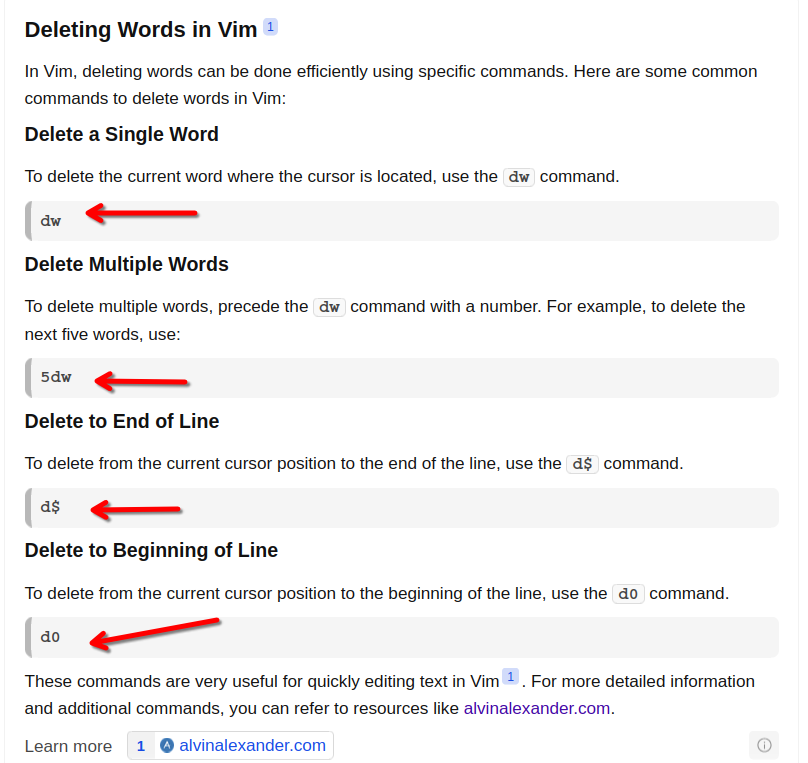 Deleting Words in Vim 1
In Vim, deleting words can be done efficiently using specific commands. Here are some common
commands to delete words in Vim:
Delete a Single Word
To delete the current word where the cursor is located, use the dw command.
dw
Delete Multiple Words
To delete multiple words, precede the dw command with a number. For example, to delete the
next five words, use:
5dw
Delete to End of Line
To delete from the current cursor position to the end of the line, use the d$ command.
d$
Delete to Beginning of Line
To delete from the current cursor position to the beginning of the line, use the d0 command.
d0
These commands are very useful for quickly editing text in Vim 1 . For more detailed information
and additional commands, you can refer to resources like alvinalexander.com.
Learn more 1 alvinalexander.com